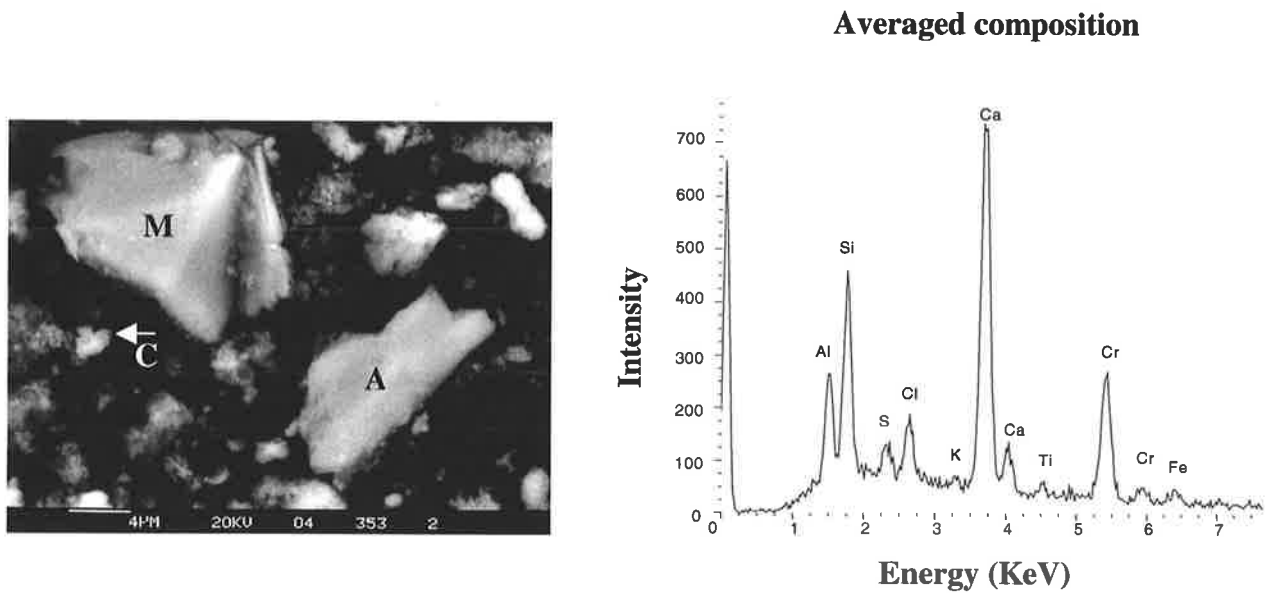 Averaged composition
M
C
A
4µM 20KV 04 353 2
Intensity
700
600
500
400
300
200
100
0
Al
Si
S
Cl
K
Ca
Ca
Ti
Cr
Cr
Fe
0 1 2 3 4 5 6 7
Energy (KeV)